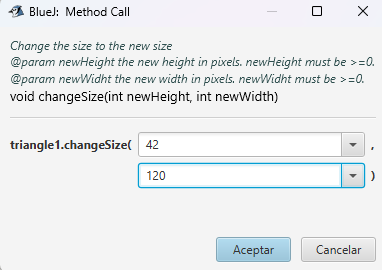 BlueJ: Method Call
Change the size to the new size
@param newHeight the new height in pixels. newHeight must be >=0.
@param newWidht the new width in pixels. newWidht must be >=0.
void changeSize(int newHeight, int newWidth)
triangle1.changeSize( 42 ,
120 )
Aceptar Cancelar